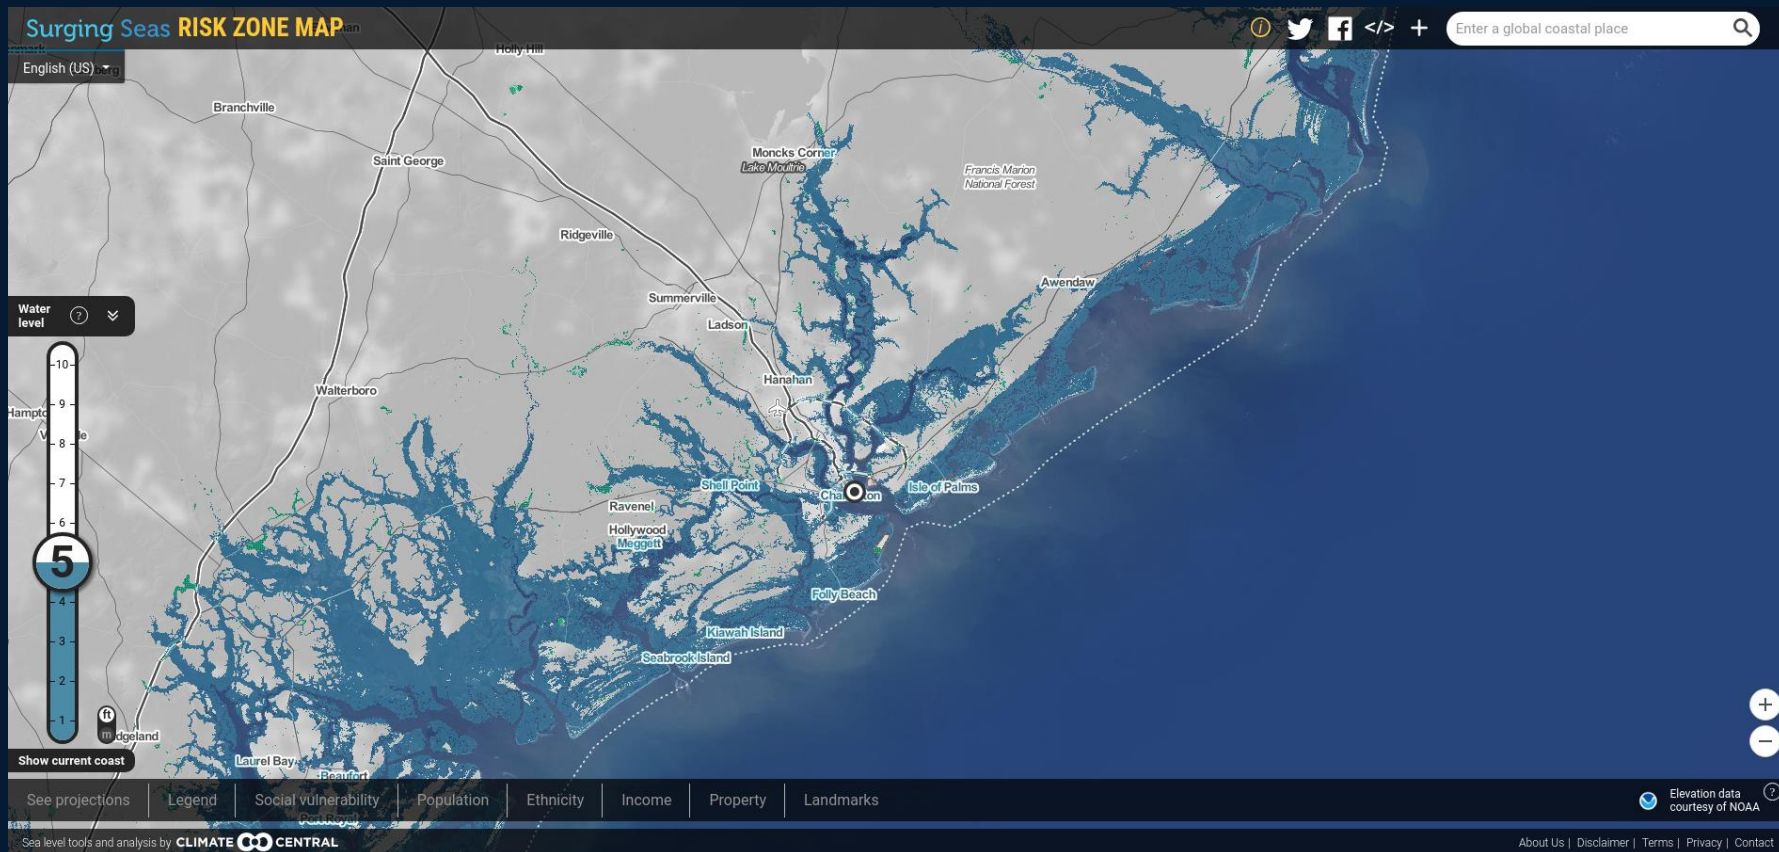 Surging Seas RISK ZONE MAP
</>
Enter a global coastal place
English (US)
Holly Hill
Branchville
Saint George
Moncks Corner
Lake Moultrie
Francis Marion
National Forest
Ridgeville
Awendaw
Summerville
Ladson
Water
level
?
Hanahan
Walterboro
Shell Point
Isle of Palms
Ravenel
Hollywood
Meggett
Folly Beach
Kiawah Island
Seabrook Island
10
9
8
7
6
5
4
3
2
1
ft
m
Show current coast
Laurel Bay
Beaufort
Port Royal
See projections
Legend
Social vulnerability
Population
Ethnicity
Income
Property
Landmarks
Elevation data
courtesy of NOAA
?
Sea level tools and analysis by CLIMATE CENTRAL
About Us | Disclaimer | Terms | Privacy | Contact